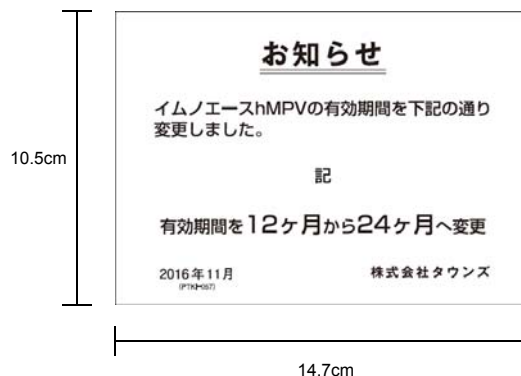 お知らせ
イムノエースhMPVの有効期間を下記の通り
変更しました。
記
有効期間を12ヶ月から24ヶ月へ変更
2016年11月
株式会社タウンズ
10.5cm
14.7cm